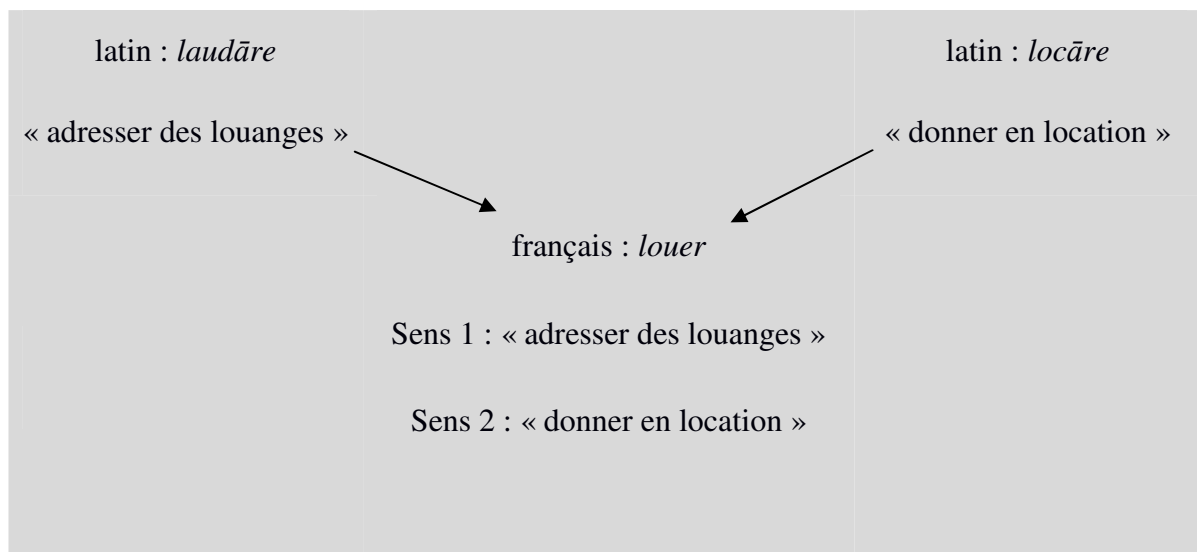 latin : laudāre
latin : locāre
« adresser des louanges »
« donner en location »
français : louer
Sens 1 : « adresser des louanges »
Sens 2 : « donner en location »